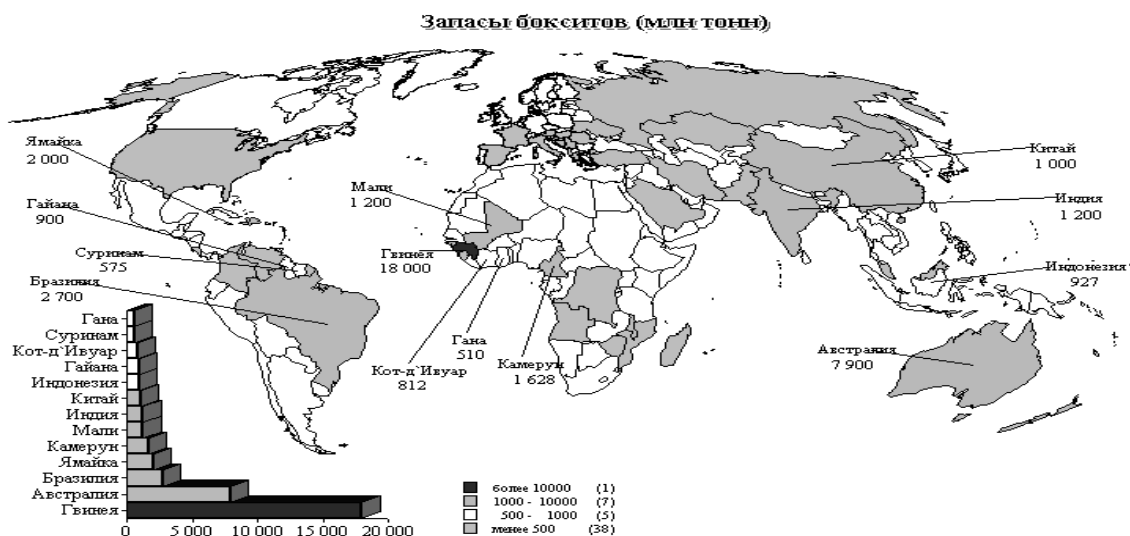 Запасы бокситов (млн тонн)
Ямайка
2 000
Гайана
900
Суринам
575
Бразилия
2 700
Мали
1 200
Гвинея
18 000
Кот-д`Ивуар
812
Гана
510
Камерун
1 628
Китай
1 000
Индия
1 200
Индонезия
927
Австралия
7 900
Гана
Суринам
Кот-д`Ивуар
Гайана
Индонезия
Китай
Индия
Мали
Камерун
Ямайка
Бразилия
Австралия
Гвинея
0 5 000 10 000 15 000 20 000
более 10000 (1)
1000 - 10000 (7)
500 - 1000 (5)
менее 500 (38)